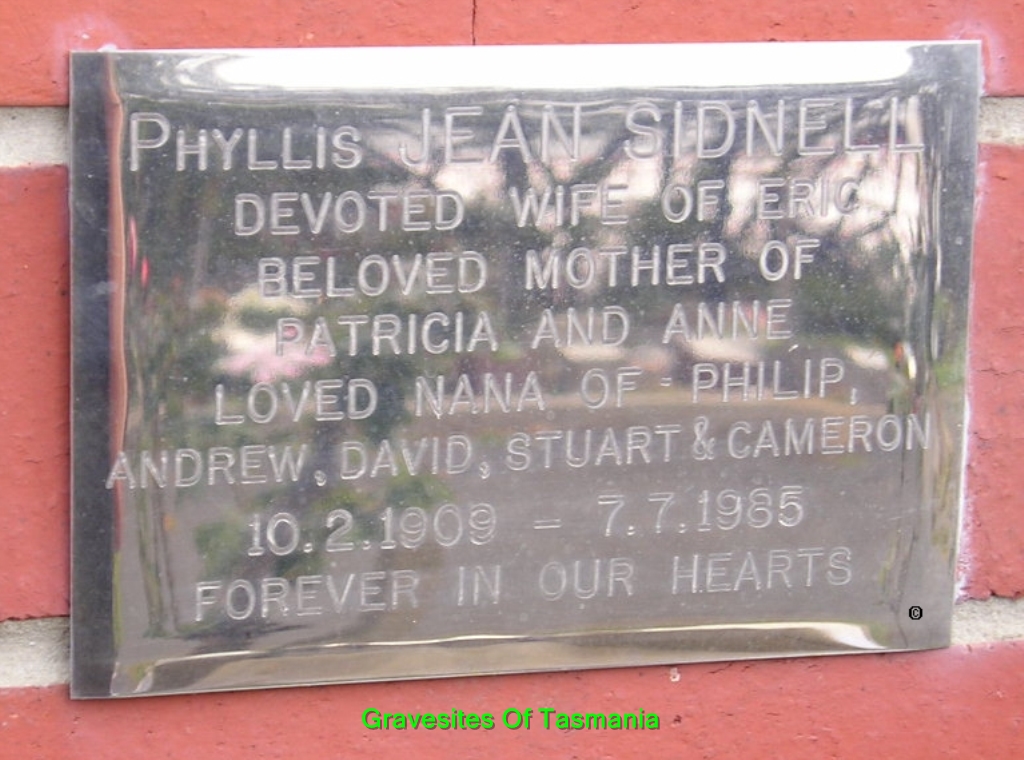 PHYLLIS JEAN SIDNELL
DEVOTED WIFE OF ERIC
BELOVED MOTHER OF
PATRICIA AND ANNE
LOVED NANA OF PHILIP,
ANDREW, DAVID, STUART & CAMERON
10.2.1909 – 7.7.1985
FOREVER IN OUR HEARTS
©
Gravesites Of Tasmania